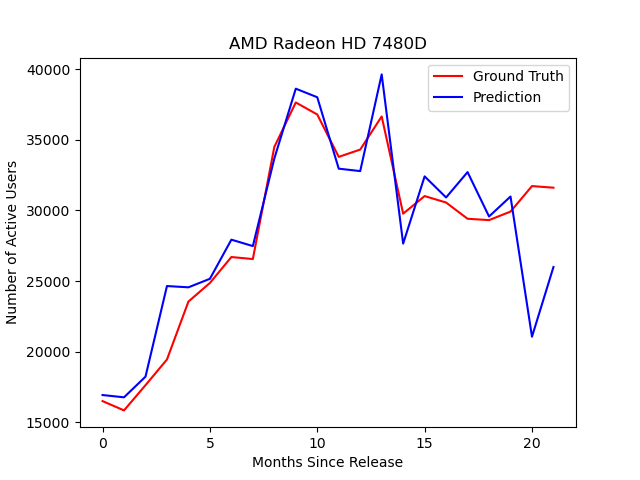 AMD Radeon HD 7480D
Ground Truth
Prediction
Number of Active Users
40000
35000
30000
25000
20000
15000
0 5 10 15 20
Months Since Release